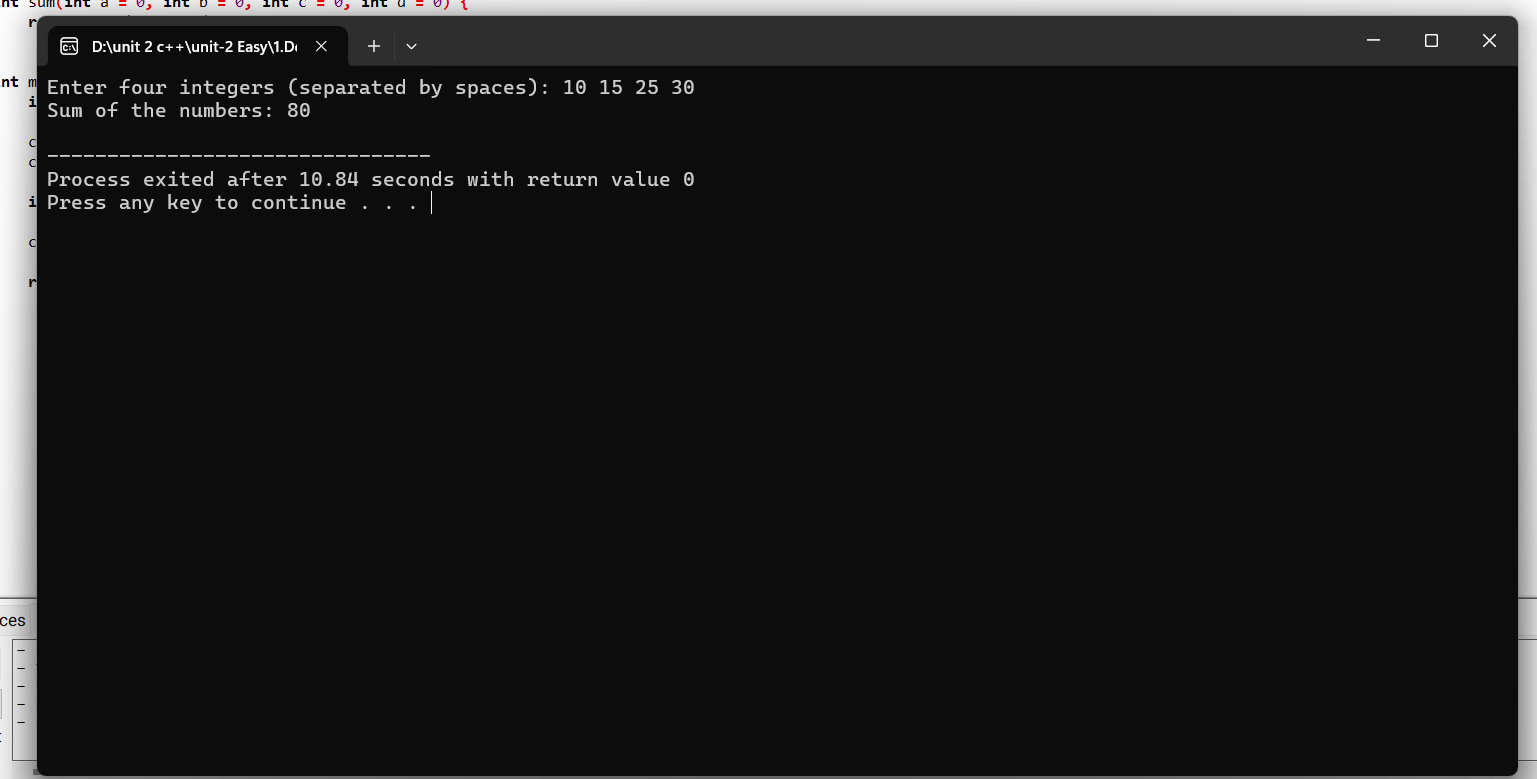 int sum(int a = 0, int b = 0, int c = 0, int d = 0) {
D:\unit 2 c++\unit-2 Easy\1.De
Enter four integers (separated by spaces): 10 15 25 30
Sum of the numbers: 80
--------------------------------
Process exited after 10.84 seconds with return value 0
Press any key to continue . . .
ces